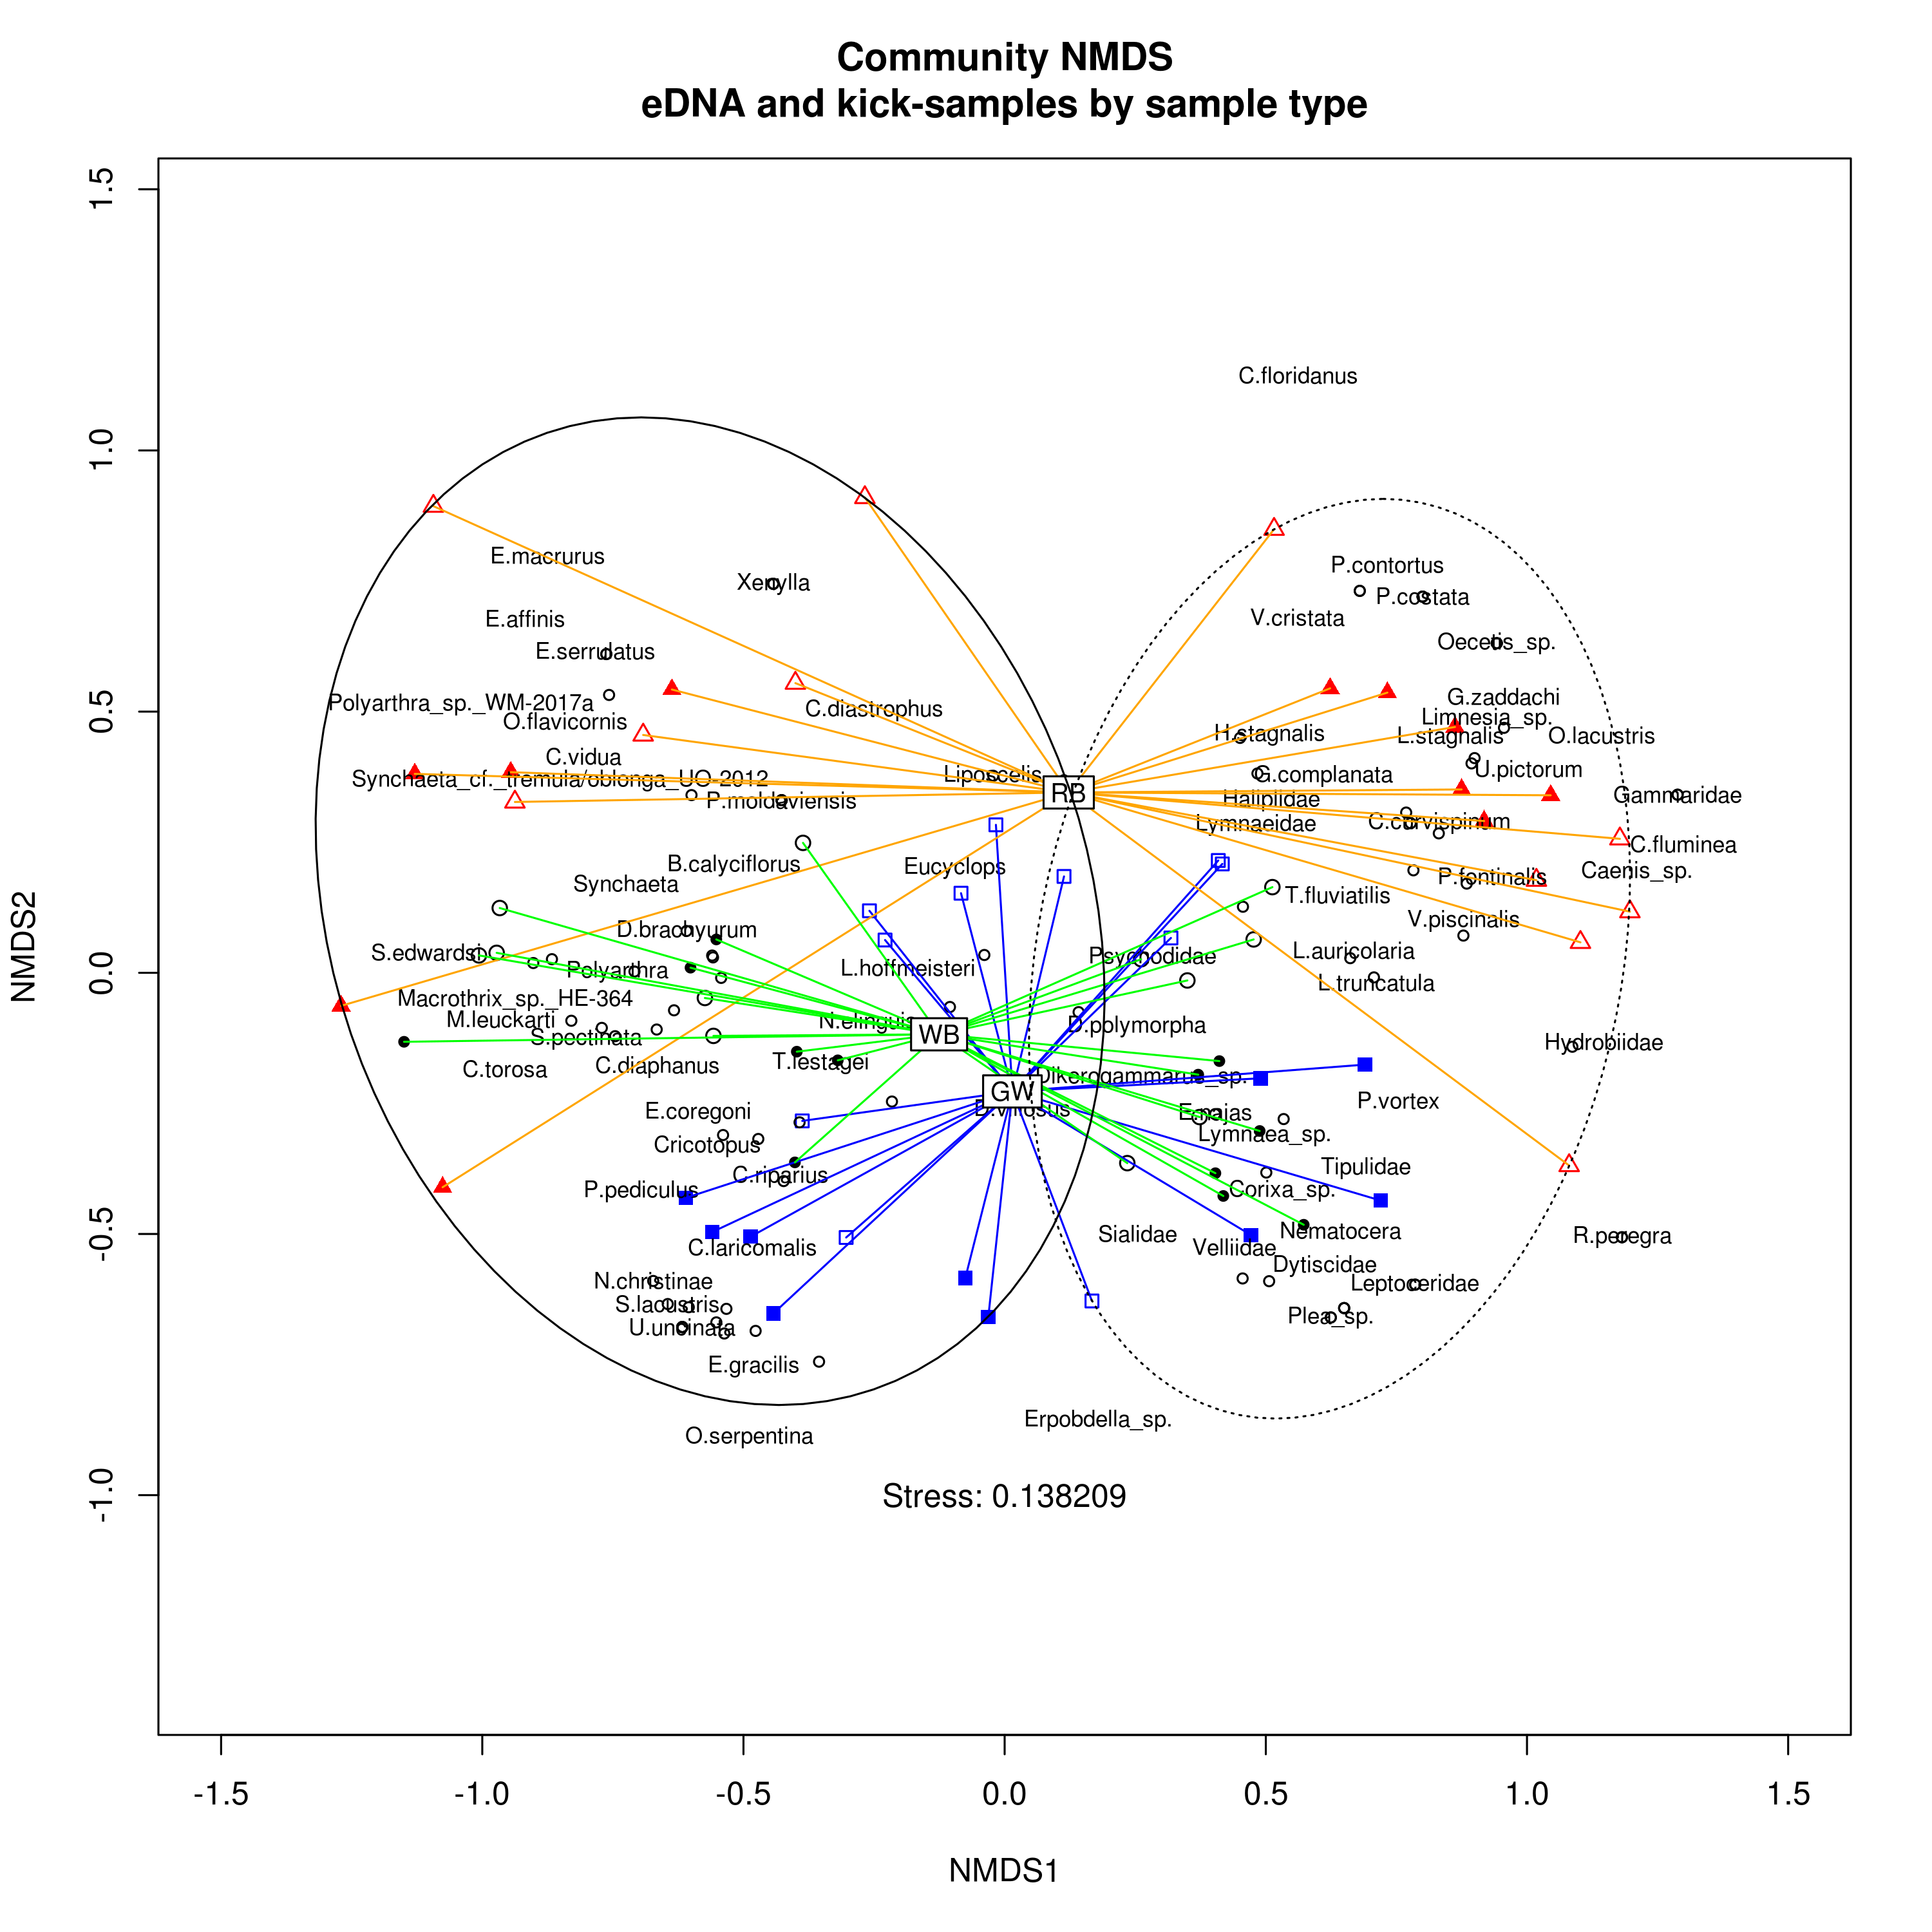 Community NMDS
eDNA and kick-samples by sample type
C.floridanus
E.macrurus
P.contortus
Xenylla
P.costata
E.affinis
V.cristata
E.serrulatus
Oecetis_sp.
Polyarthra_sp._WM-2017a
G.zaddachi
C.diastrophus
Limnesia_sp.
O.flavicornis
H.stagnalis
L.stagnalis
O.lacustris
C.vidua
U.pictorum
Synchaeta_cf._tremula/oblonga_UO-2012
Liposcelis
G.complanata
RB
P.moldaviensis
Haliplidae
Gammaridae
Lymnaeidae
C.curvispinum
C.fluminea
B.calyciflorus
Eucyclops
Caenis_sp.
P.fontinalis
Synchaeta
T.fluviatilis
V.piscinalis
D.brachyurum
S.edwardsi
L.auricolaria
Psychodidae
Polyarthra
L.hoffmeisteri
L.truncatula
Macrothrix_sp._HE-364
M.leuckarti
N.elinguis
D.polymorpha
WB
S.pectinata
Hydrobiidae
C.torosa
C.diaphanus
T.lestagei
Dikerogammarus_sp.
GW
P.vortex
E.coregoni
D.villosus
E.najas
Lymnaea_sp.
Cricotopus
C.riparius
Tipulidae
P.pediculus
Corixa_sp.
Sialidae
Nematocera
R.peregra
C.laricomalis
Velliidae
Dytiscidae
N.christinae
Leptoceridae
S.lacustris
Plea_sp.
U.uncinata
E.gracilis
Erpobdella_sp.
O.serpentina
Stress: 0.138209
NMDS2
1.5
1.0
0.5
0.0
-0.5
-1.0
-1.5
-1.0
-0.5
0.0
0.5
1.0
1.5
NMDS1